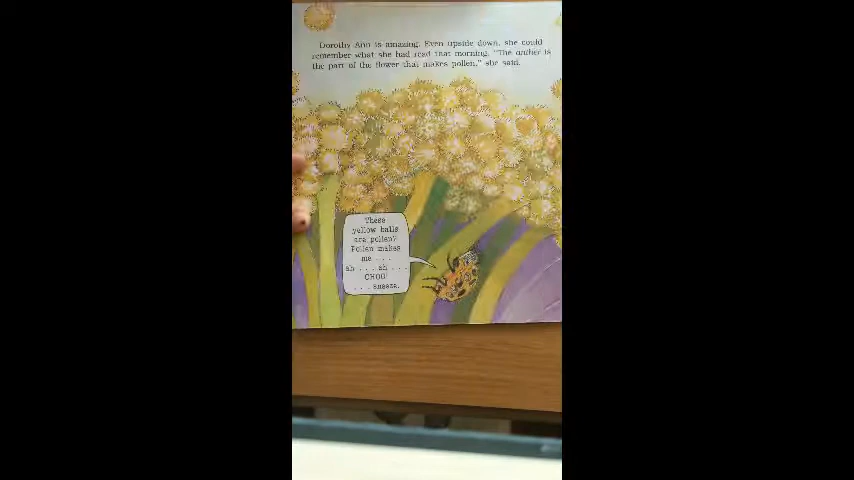 Dorothy Ann is amazing. Even upside down, she could
remember what she had read that morning. "The anther is
the part of the flower that makes pollen," she said.
These
yellow balls
are pollen?
Pollen makes
me . . .
ah . . . ah . . .
CHOO!
. . . sneeze.